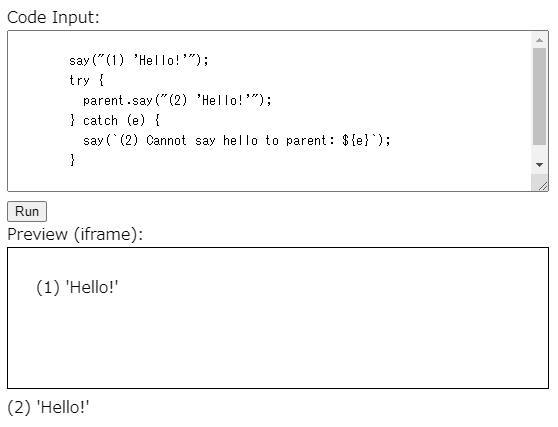 Code Input:
say("(1) 'Hello!'");
try {
parent.say("(2) 'Hello!'");
} catch (e) {
say(`(2) Cannot say hello to parent: ${e}`);
}
Run
Preview (iframe):
(1) 'Hello!'
(2) 'Hello!'